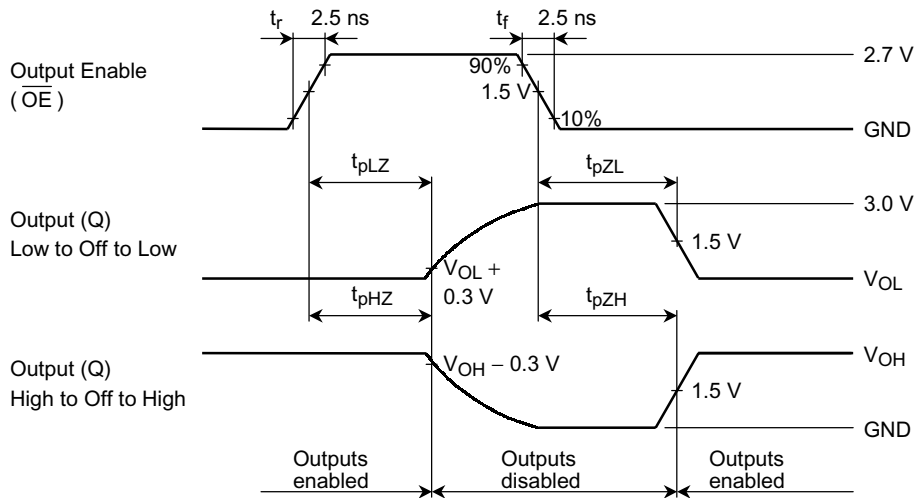 tr 2.5 ns tf 2.5 ns
2.7 V
Output Enable
(OE)
90%
1.5 V
10%
GND
tpLZ tpZL
3.0 V
Output (Q)
Low to Off to Low
1.5 V
VOL +
0.3 V
VOL
tpHZ tpZH
VOH
Output (Q)
High to Off to High
VOH − 0.3 V
1.5 V
GND
Outputs
enabled
Outputs
disabled
Outputs
enabled